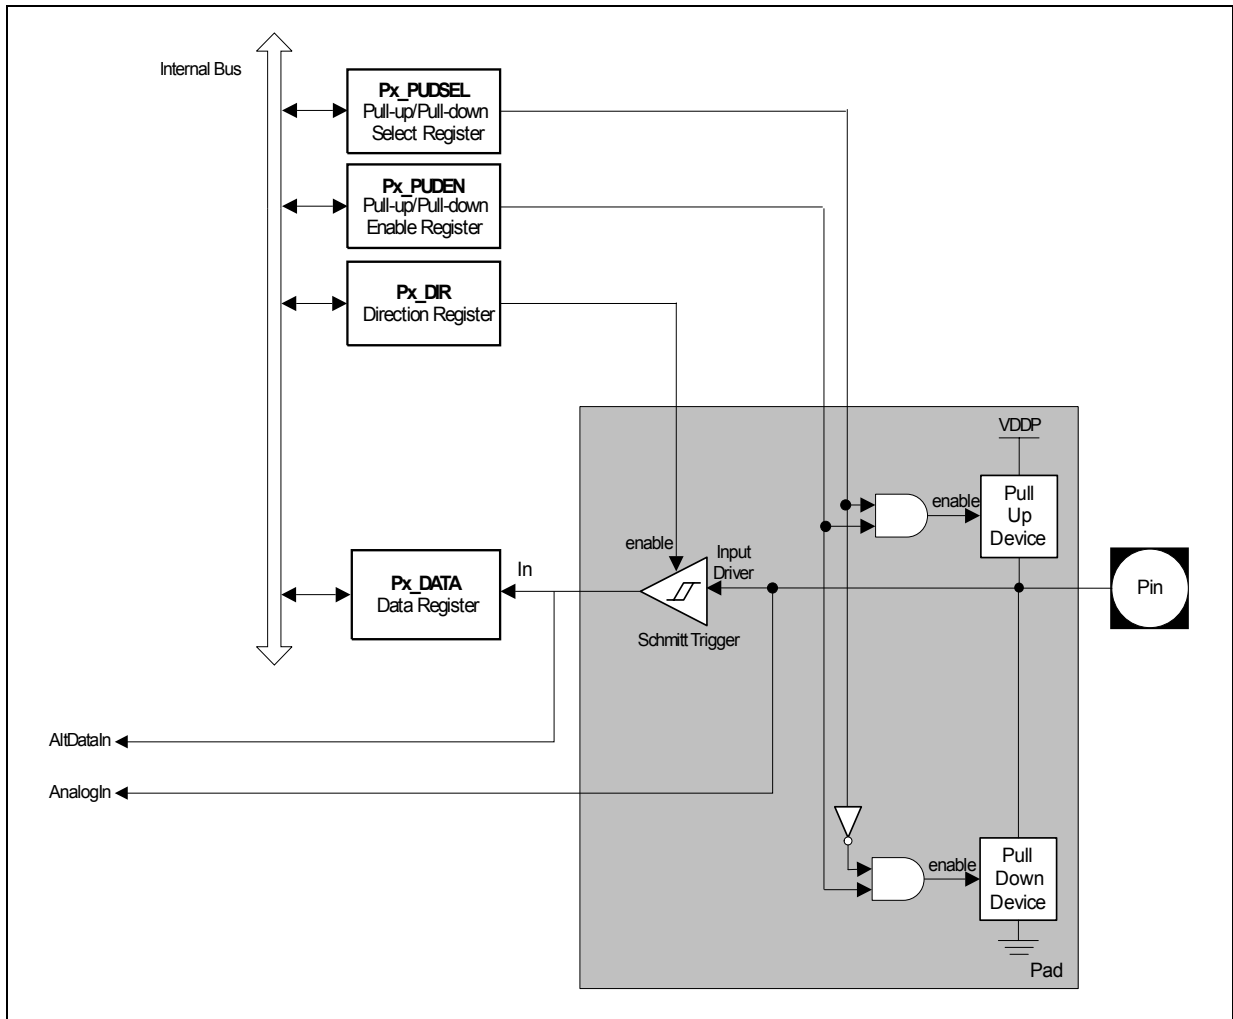 Internal Bus
Px_PUDSEL
Pull-up/Pull-down
Select Register
Px_PUDEN
Pull-up/Pull-down
Enable Register
Px_DIR
Direction Register
VDDP
Pull
Up
Device
enable
enable
Input
Driver
In
Px_DATA
Data Register
Schmitt Trigger
Pin
AltDataIn
AnalogIn
enable
Pull
Down
Device
Pad